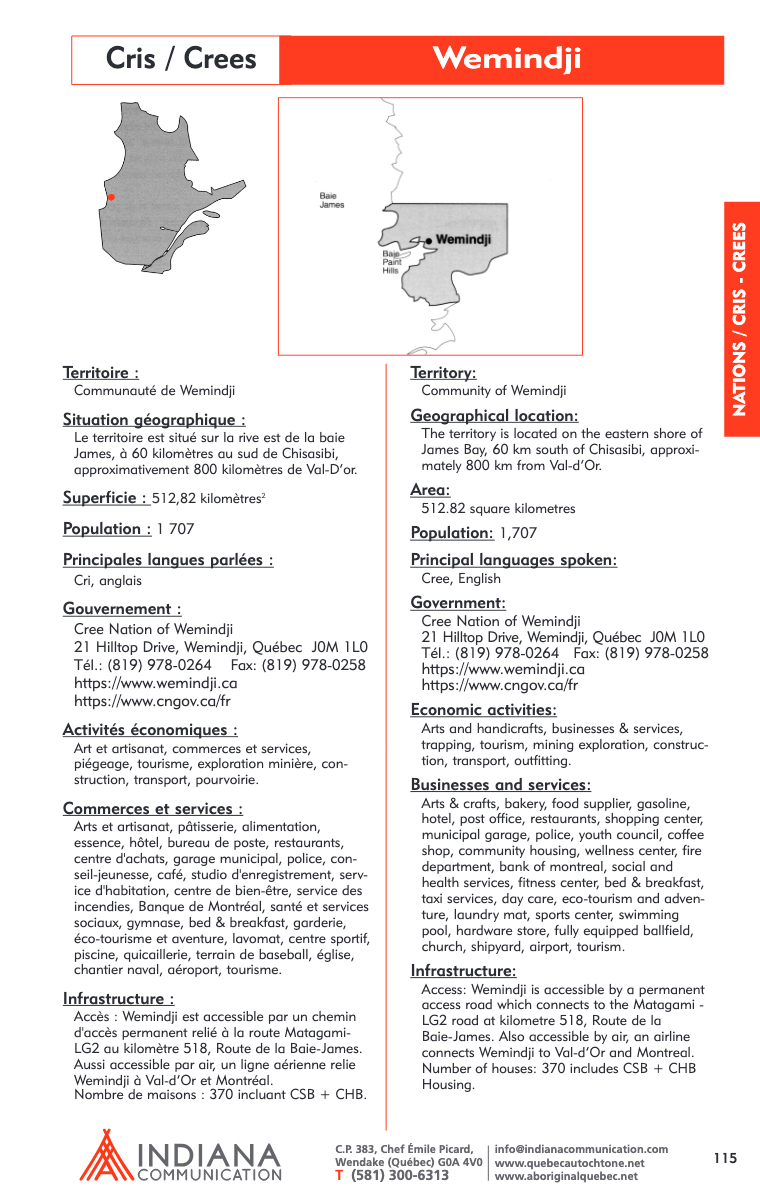 Cris / Crees
Wemindji
Baie
James
Wemindji
Baie
Paint
Hills
NATIONS / CRIS - CREES
Territoire :
Communauté de Wemindji
Situation géographique :
Le territoire est situé sur la rive est de la baie
James, à 60 kilomètres au sud de Chisasibi,
approximativement 800 kilomètres de Val-D’or.
Superficie : 512,82 kilomètres²
Population : 1 707
Principales langues parlées :
Cri, anglais
Gouvernement :
Cree Nation of Wemindji
21 Hilltop Drive, Wemindji, Québec J0M 1L0
Tél.: (819) 978-0264 Fax: (819) 978-0258
https://www.wemindji.ca
https://www.cngov.ca/fr
Activités économiques :
Art et artisanat, commerces et services,
piégeage, tourisme, exploration minière, con-
struction, transport, pourvoirie.
Commerces et services :
Arts et artisanat, pâtisserie, alimentation,
essence, hôtel, bureau de poste, restaurants,
centre d'achats, garage municipal, police, con-
seil-jeunesse, café, studio d'enregistrement, serv-
ice d'habitation, centre de bien-être, service des
incendies, Banque de Montréal, santé et services
sociaux, gymnase, bed & breakfast, garderie,
éco-tourisme et aventure, lavomat, centre sportif,
piscine, quicaillerie, terrain de baseball, église,
chantier naval, aéroport, tourisme.
Infrastructure :
Accès : Wemindji est accessible par un chemin
d'accès permanent relié à la route Matagami-
LG2 au kilomètre 518, Route de la Baie-James.
Aussi accessible par air, un ligne aérienne relie
Wemindji à Val-d’Or et Montréal.
Nombre de maisons : 370 incluant CSB + CHB.
Territory:
Community of Wemindji
Geographical location:
The territory is located on the eastern shore of
James Bay, 60 km south of Chisasibi, approxi-
mately 800 km from Val-d’Or.
Area:
512.82 square kilometres
Population: 1,707
Principal languages spoken:
Cree, English
Government:
Cree Nation of Wemindji
21 Hilltop Drive, Wemindji, Québec J0M 1L0
Tél.: (819) 978-0264 Fax: (819) 978-0258
https://www.wemindji.ca
https://www.cngov.ca/fr
Economic activities:
Arts and handicrafts, businesses & services,
trapping, tourism, mining exploration, construc-
tion, transport, outfitting.
Businesses and services:
Arts & crafts, bakery, food supplier, gasoline,
hotel, post office, restaurants, shopping center,
municipal garage, police, youth council, coffee
shop, community housing, wellness center, fire
department, bank of montreal, social and
health services, fitness center, bed & breakfast,
taxi services, day care, eco-tourism and adven-
ture, laundry mat, sports center, swimming
pool, hardware store, fully equipped ballfield,
church, shipyard, airport, tourism.
Infrastructure:
Access: Wemindji is accessible by a permanent
access road which connects to the Matagami -
LG2 road at kilometre 518, Route de la
Baie-James. Also accessible by air, an airline
connects Wemindji to Val-d’Or and Montreal.
Number of houses: 370 includes CSB + CHB
Housing.
INDIANA
COMMUNICATION
C.P. 383, Chef Émile Picard,
Wendake (Québec) G0A 4V0
T (581) 300-6313
info@indianacommunication.com
www.quebecautochtone.net
www.aboriginalquebec.net
115